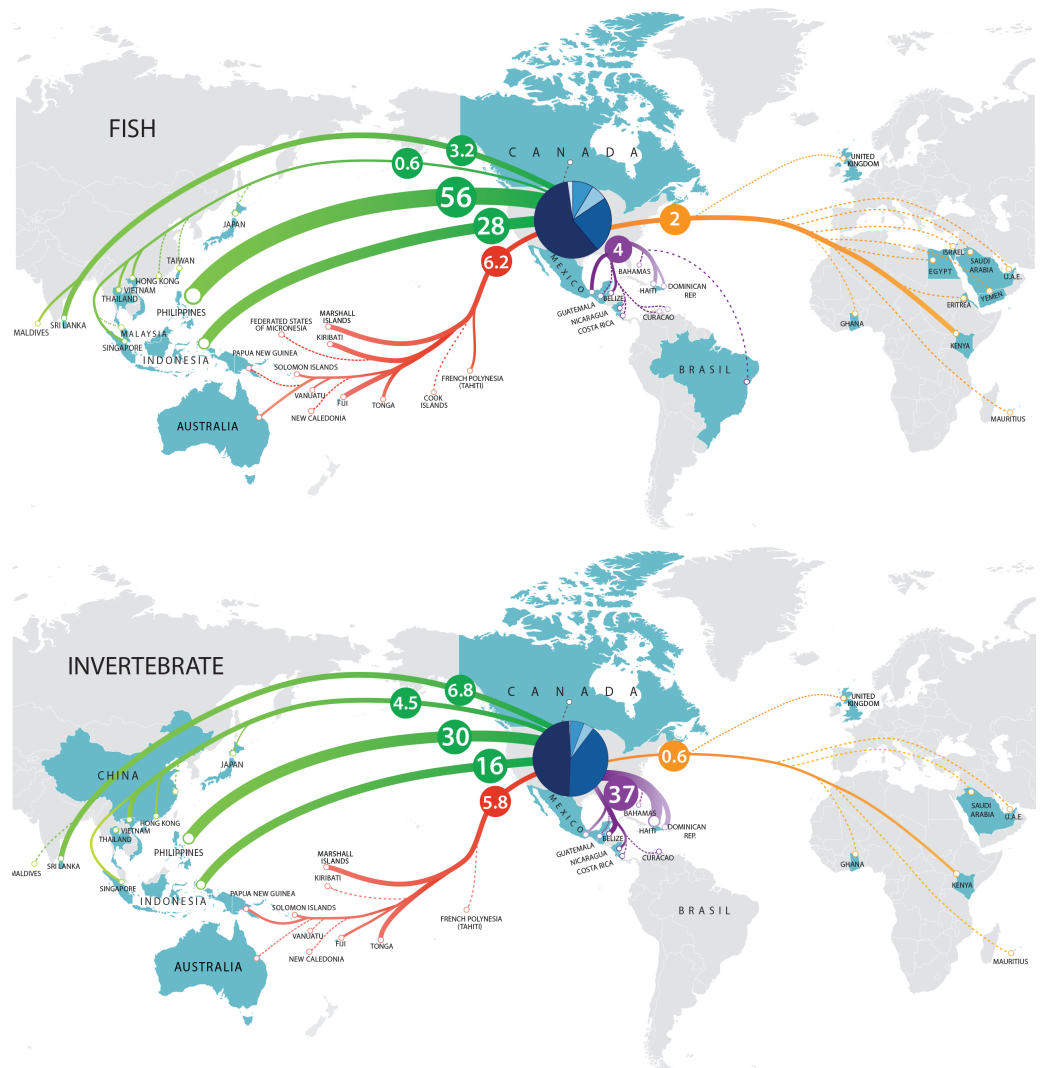 FISH
CANADA
3.2
0.6
56
28
6.2
2
4
UNITED
KINGDOM
JAPAN
TAIWAN
HONG KONG
VIETNAM
THAILAND
PHILIPPINES
MALDIVES
SRI LANKA
MALAYSIA
SINGAPORE
INDONESIA
MEXICO
BAHAMAS
HAITI
DOMINICAN
REP.
GUATEMALA
BELIZE
NICARAGUA
COSTA RICA
CURACAO
ISRAEL
EGYPT
SAUDI
ARABIA
U.A.E.
YEMEN
ERITREA
GHANA
KENYA
MAURITIUS
FEDERATED STATES
OF MICRONESIA
MARSHALL
ISLANDS
KIRIBATI
PAPUA NEW GUINEA
SOLOMON ISLANDS
VANUATU
NEW CALEDONIA
FIJI
TONGA
COOK
ISLANDS
FRENCH POLYNESIA
(TAHITI)
AUSTRALIA
BRASIL
INVERTEBRATE
CANADA
6.8
4.5
30
16
5.8
0.6
37
UNITED
KINGDOM
CHINA
JAPAN
HONG KONG
VIETNAM
THAILAND
PHILIPPINES
MALDIVES
SRI LANKA
SINGAPORE
INDONESIA
MEXICO
BAHAMAS
HAITI
DOMINICAN
REP.
GUATEMALA
BELIZE
NICARAGUA
COSTA RICA
CURACAO
SAUDI
ARABIA
U.A.E.
GHANA
KENYA
MAURITIUS
MARSHALL
ISLANDS
KIRIBATI
PAPUA NEW GUINEA
SOLOMON ISLANDS
VANUATU
NEW CALEDONIA
FIJI
TONGA
FRENCH POLYNESIA
(TAHITI)
AUSTRALIA
BRASIL